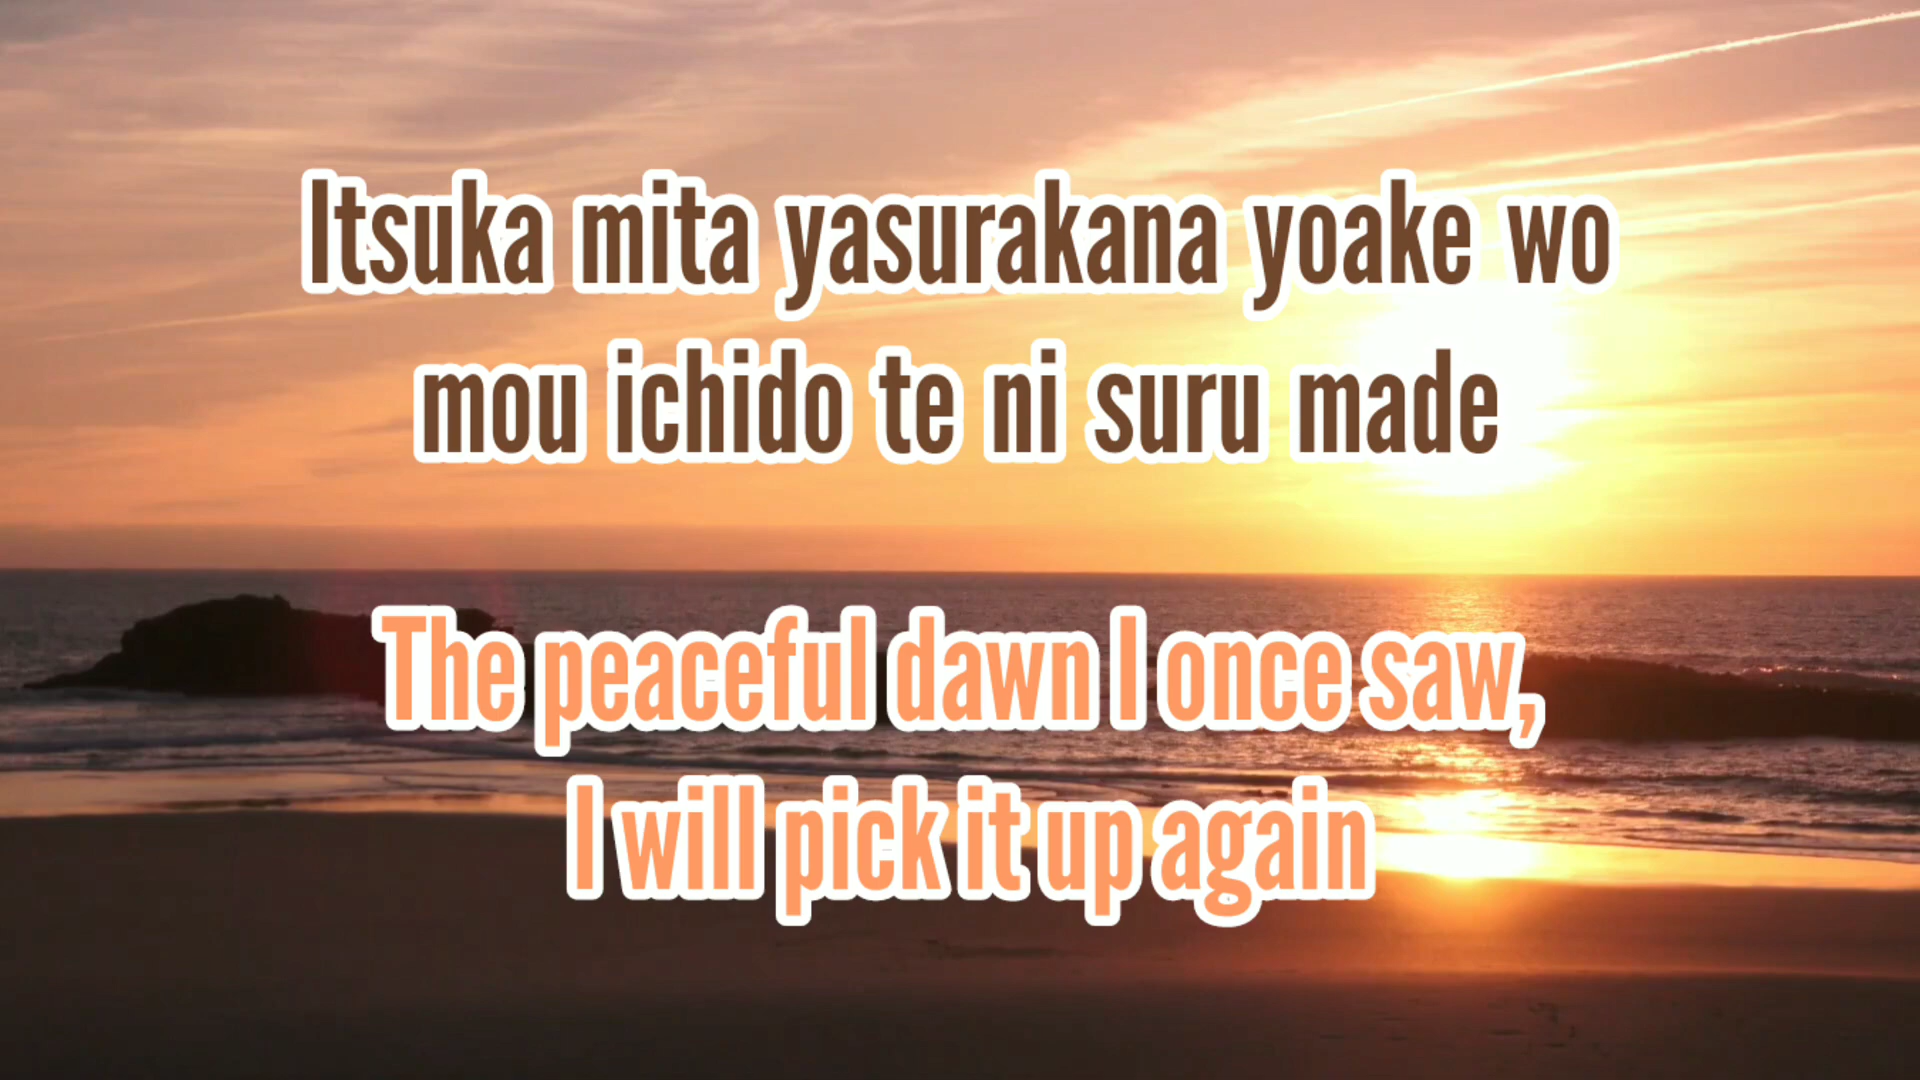 Itsuka mita yasurakana yoake wo
mou ichido te ni suru made
The peaceful dawn I once saw,
I will pick it up again